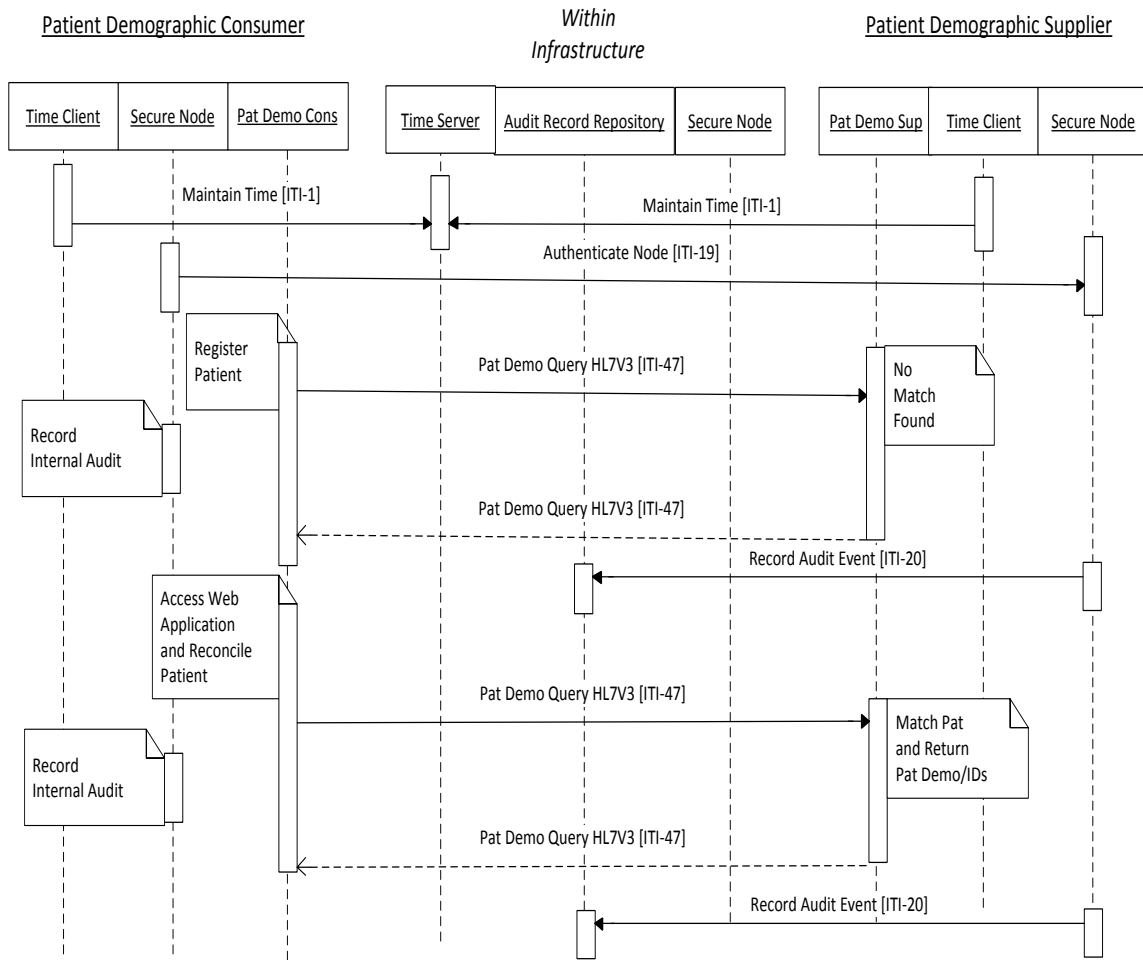 Patient Demographic Consumer
Within
Infrastructure
Patient Demographic Supplier
Time Client
Secure Node
Pat Demo Cons
Time Server
Audit Record Repository
Secure Node
Pat Demo Sup
Time Client
Secure Node
Maintain Time [ITI-1]
Maintain Time [ITI-1]
Authenticate Node [ITI-19]
Register
Patient
Pat Demo Query HL7V3 [ITI-47]
No
Match
Found
Record
Internal Audit
Pat Demo Query HL7V3 [ITI-47]
Record Audit Event [ITI-20]
Access Web
Application
and Reconcile
Patient
Pat Demo Query HL7V3 [ITI-47]
Match Pat
and Return
Pat Demo/IDs
Record
Internal Audit
Pat Demo Query HL7V3 [ITI-47]
Record Audit Event [ITI-20]